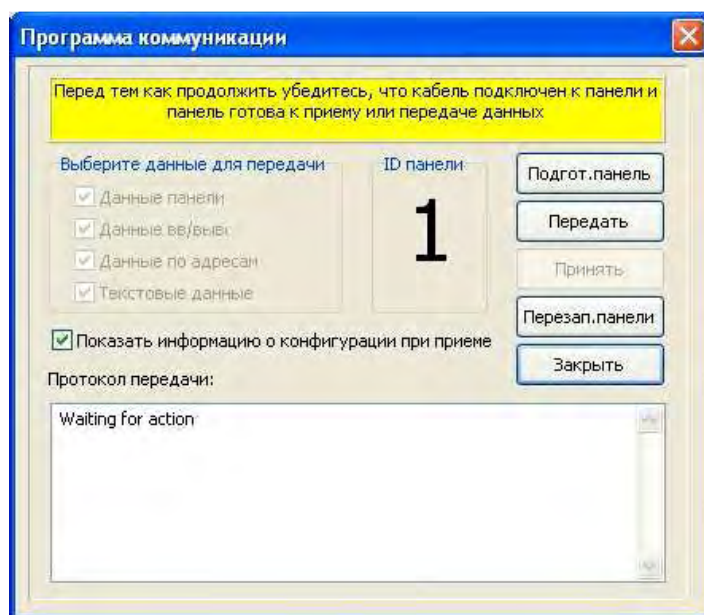 Программа коммуникации
Перед тем как продолжить убедитесь, что кабель подключен к панели и
панель готова к приему или передаче данных
Выберите данные для передачи
Данные панели
Данные вв/выв
Данные по адресам
Текстовые данные
ID панели
1
Подгот.панель
Передать
Принять
Перезап.панели
Закрыть
Показать информацию о конфигурации при приеме
Протокол передачи:
Waiting for action